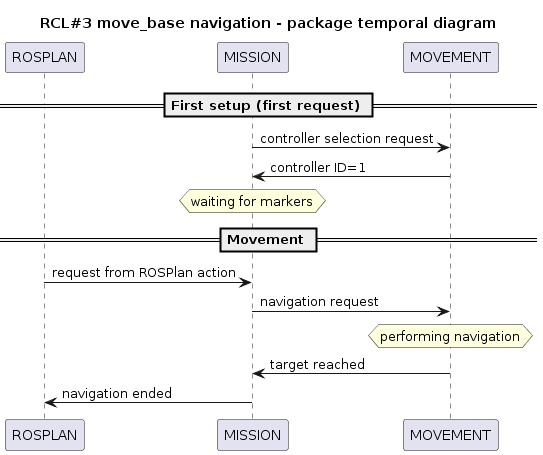 RCL#3 move_base navigation - package temporal diagram
ROSPLAN
MISSION
MOVEMENT
First setup (first request)
controller selection request
controller ID=1
waiting for markers
Movement
request from ROSPlan action
navigation request
performing navigation
target reached
navigation ended
ROSPLAN
MISSION
MOVEMENT